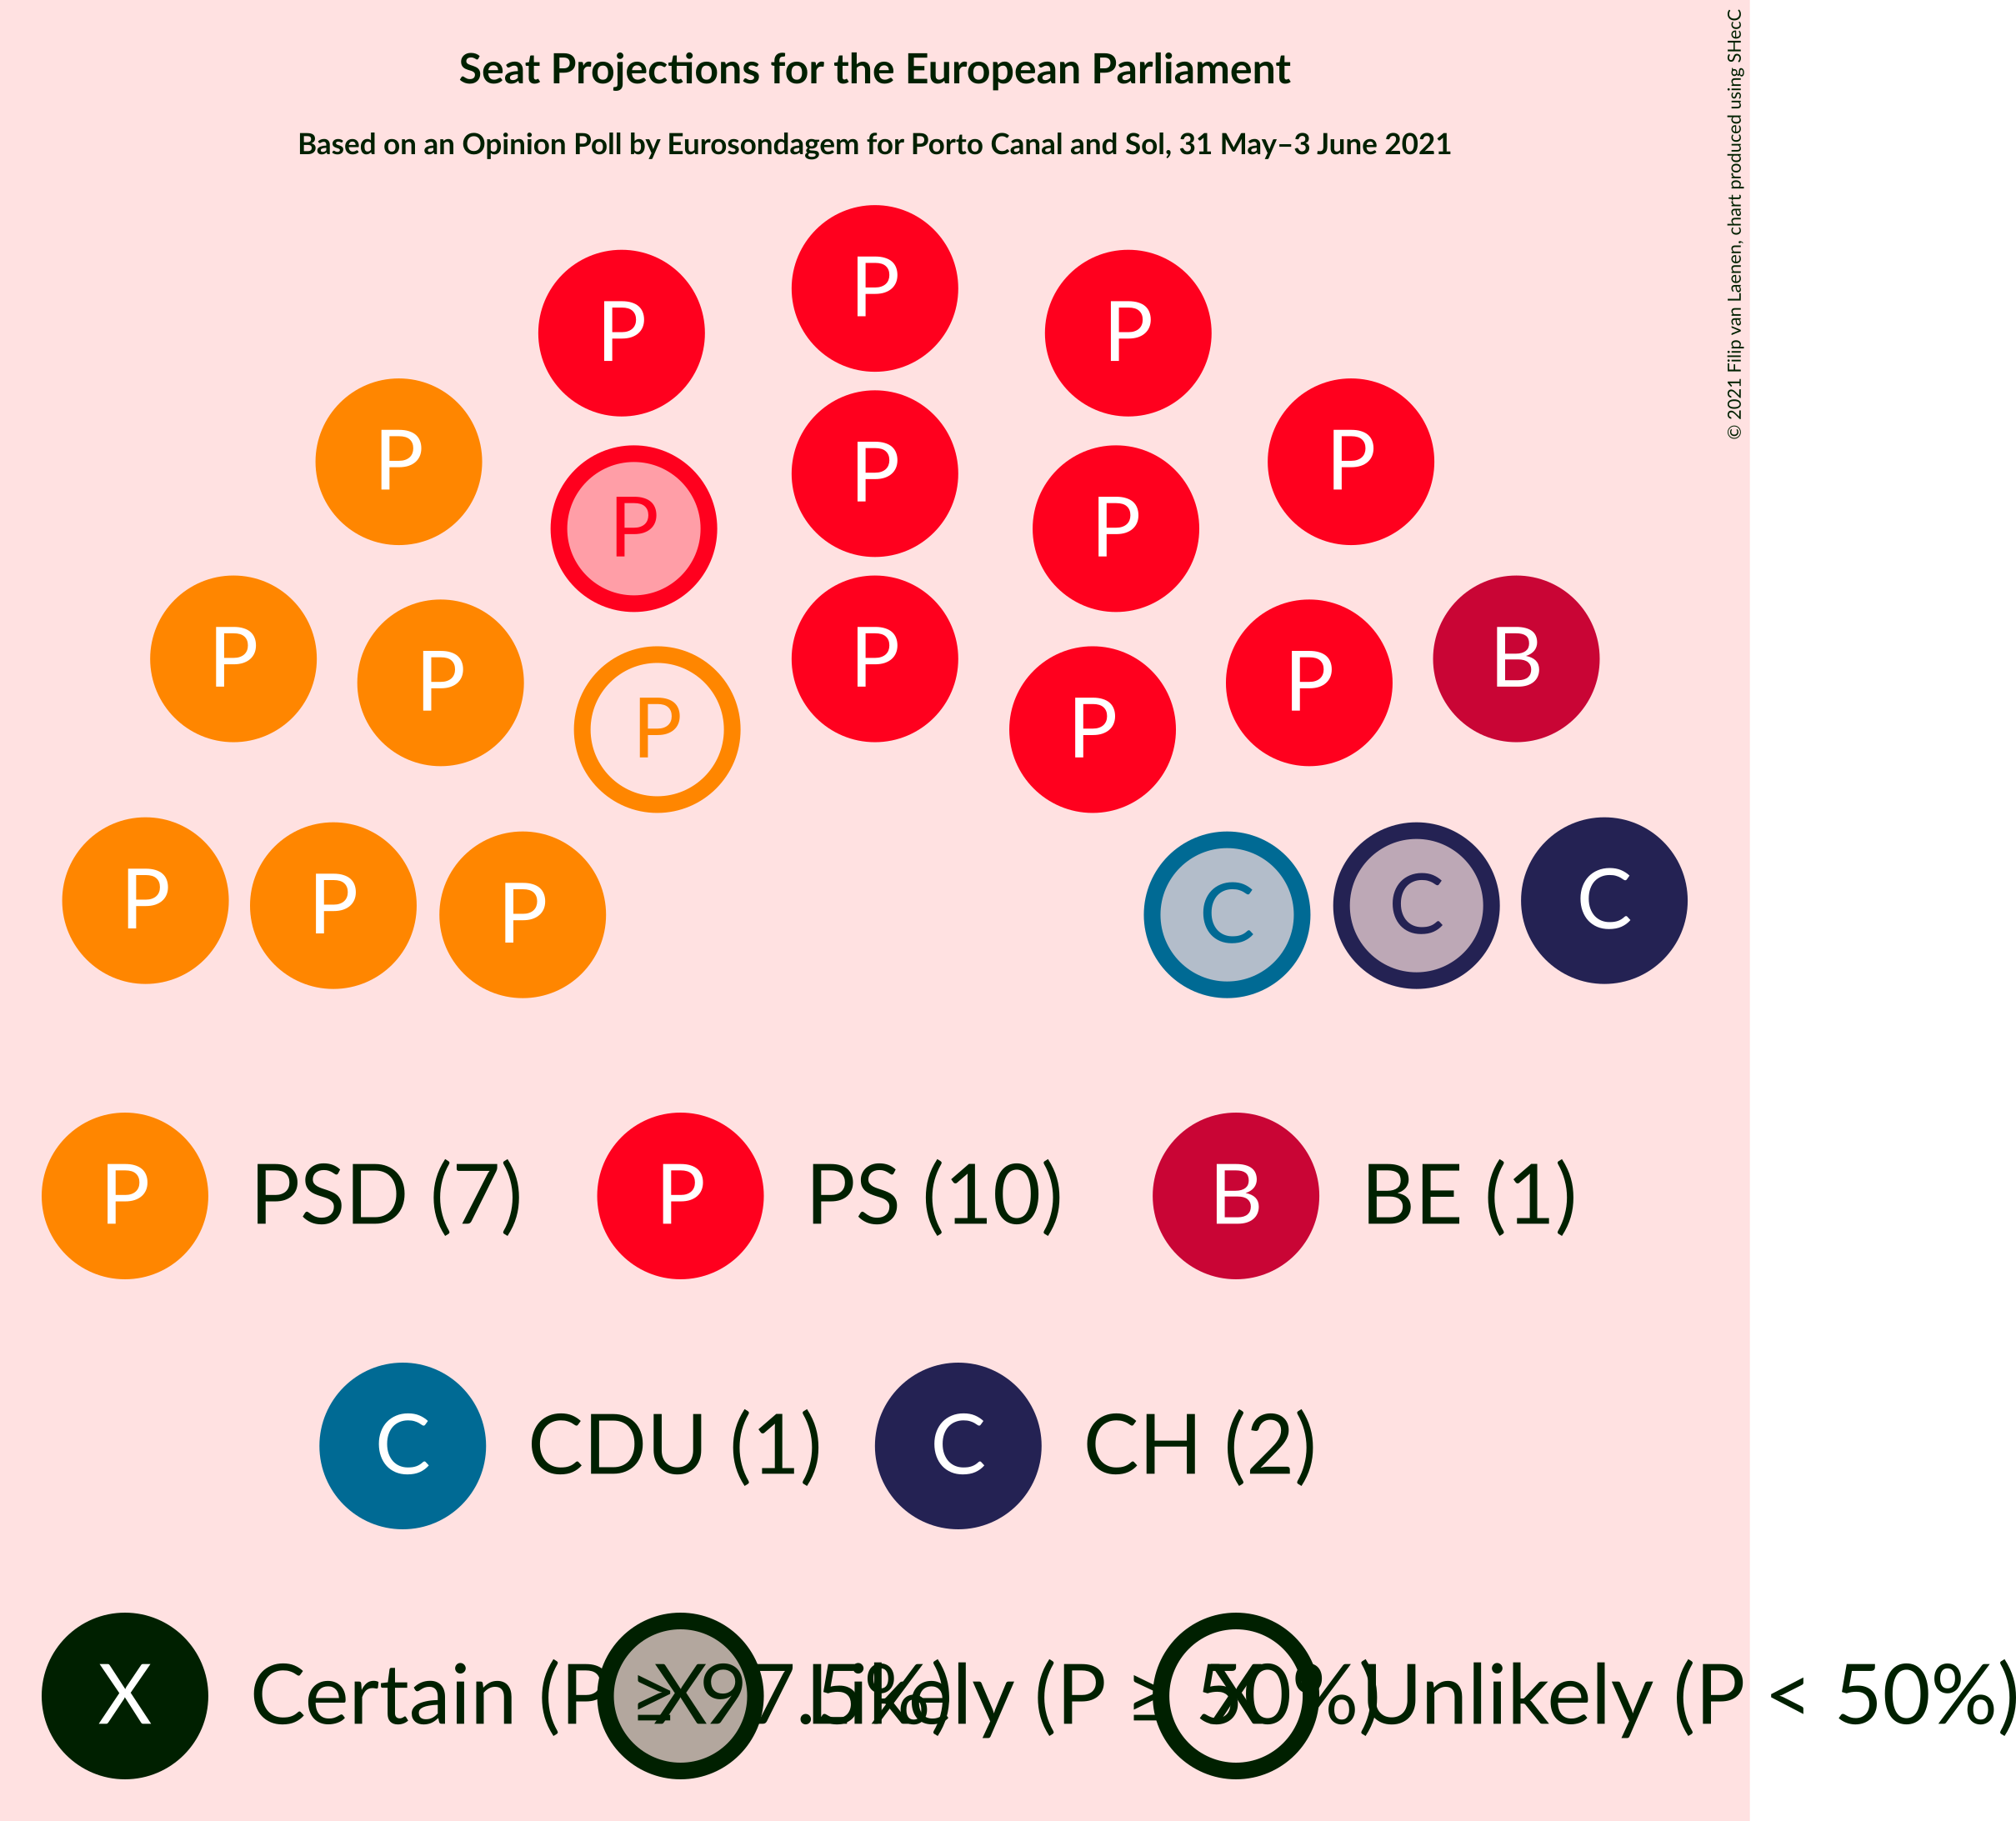 Seat Projections for the European Parliament
Based on an Opinion Poll by Eurosondagem for Porto Canal and Sol, 31 May–3 June 2021
© 2021 Filip van Laenen, chart produced using SHecC
P
P P
P P
P
P P
P
P P B
P P
P P
P P P C C C
P PSD (7) P PS (10) B BE (1)
C CDU (1) C CH (2)
X Certain (P ≥ 97.5%) X Likely (P ≥ 50%) X Unlikely (P < 50%)